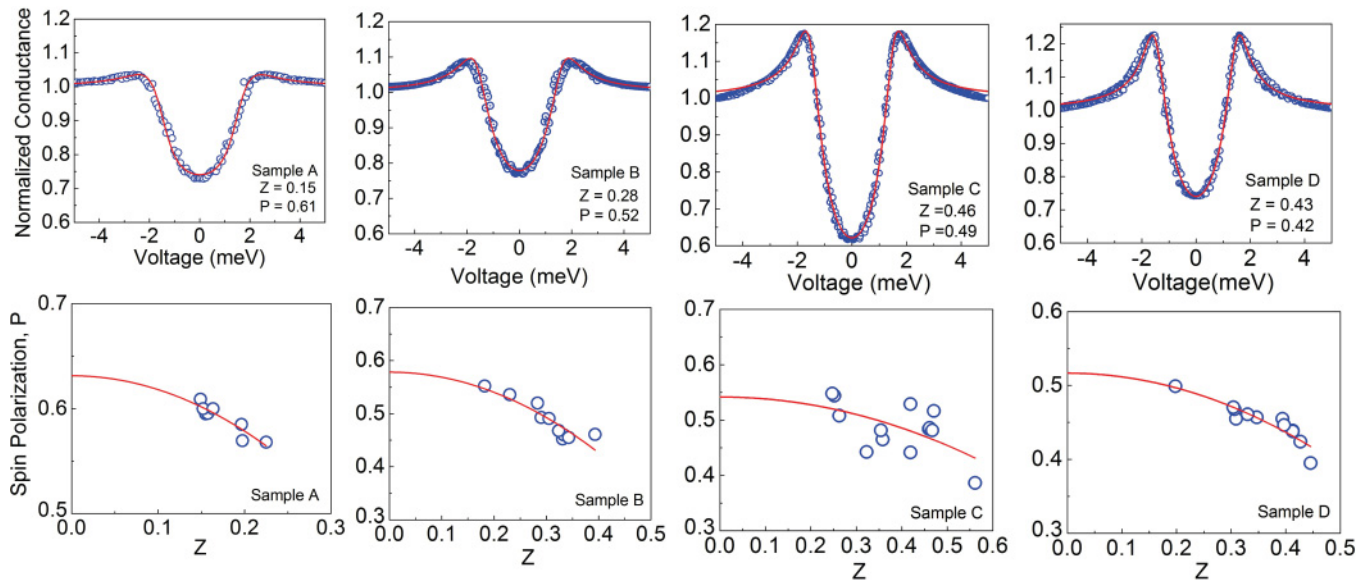 Normalized Conductance
1.2
1.1
1.0
0.9
0.8
0.7
0.6
-4 -2 0 2 4
Voltage (meV)
Sample A
Z = 0.15
P = 0.61
1.2
1.1
1.0
0.9
0.8
0.7
0.6
-4 -2 0 2 4
Voltage (meV)
Sample B
Z = 0.28
P = 0.52
1.2
1.1
1.0
0.9
0.8
0.7
0.6
-4 -2 0 2 4
Voltage (meV)
Sample C
Z =0.46
P =0.49
1.2
1.1
1.0
0.9
0.8
0.7
0.6
-4 -2 0 2 4
Voltage(meV)
Sample D
Z = 0.43
P = 0.42
Spin Polarization, P
0.7
0.6
0.5
0.0 0.1 0.2 0.3
Z
Sample A
0.7
0.6
0.5
0.4
0.3
0.0 0.1 0.2 0.3 0.4 0.5
Z
Sample B
0.7
0.6
0.5
0.4
0.3
0.0 0.1 0.2 0.3 0.4 0.5 0.6
Z
Sample C
0.6
0.5
0.4
0.3
0.0 0.1 0.2 0.3 0.4 0.5
Z
Sample D